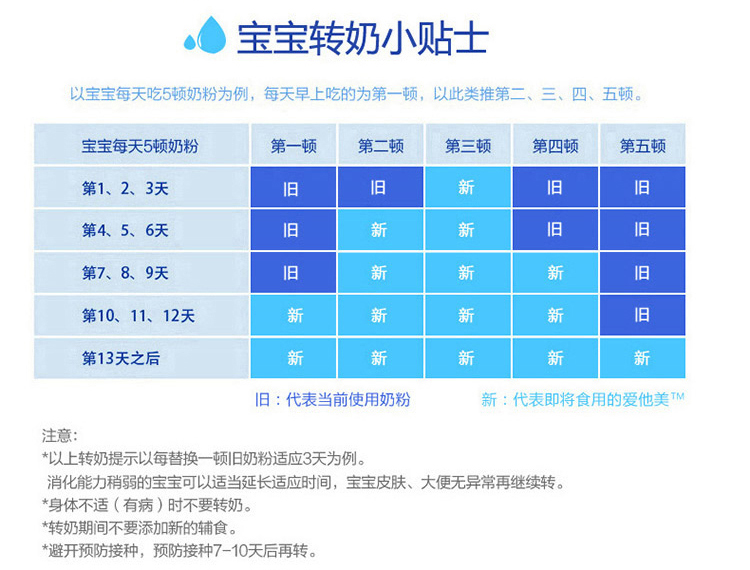 宝宝转奶小贴士
以宝宝每天吃5顿奶粉为例，每天早上吃的为第一顿，以此类推第二、三、四、五顿。
宝宝每天5顿奶粉 第一顿 第二顿 第三顿 第四顿 第五顿
第1、2、3天 旧 旧 新 旧 旧
第4、5、6天 旧 新 新 旧 旧
第7、8、9天 旧 新 新 新 旧
第10、11、12天 新 新 新 新 旧
第13天之后 新 新 新 新 新
旧：代表当前使用奶粉 新：代表即将食用的爱他美™
注意：
*以上转奶提示以每替换一顿旧奶粉适应3天为例。
消化能力稍弱的宝宝可以适当延长适应时间，宝宝皮肤、大便无异常再继续转。
*身体不适（有病）时不要转奶。
*转奶期间不要添加新的辅食。
*避开预防接种，预防接种7-10天后再转。